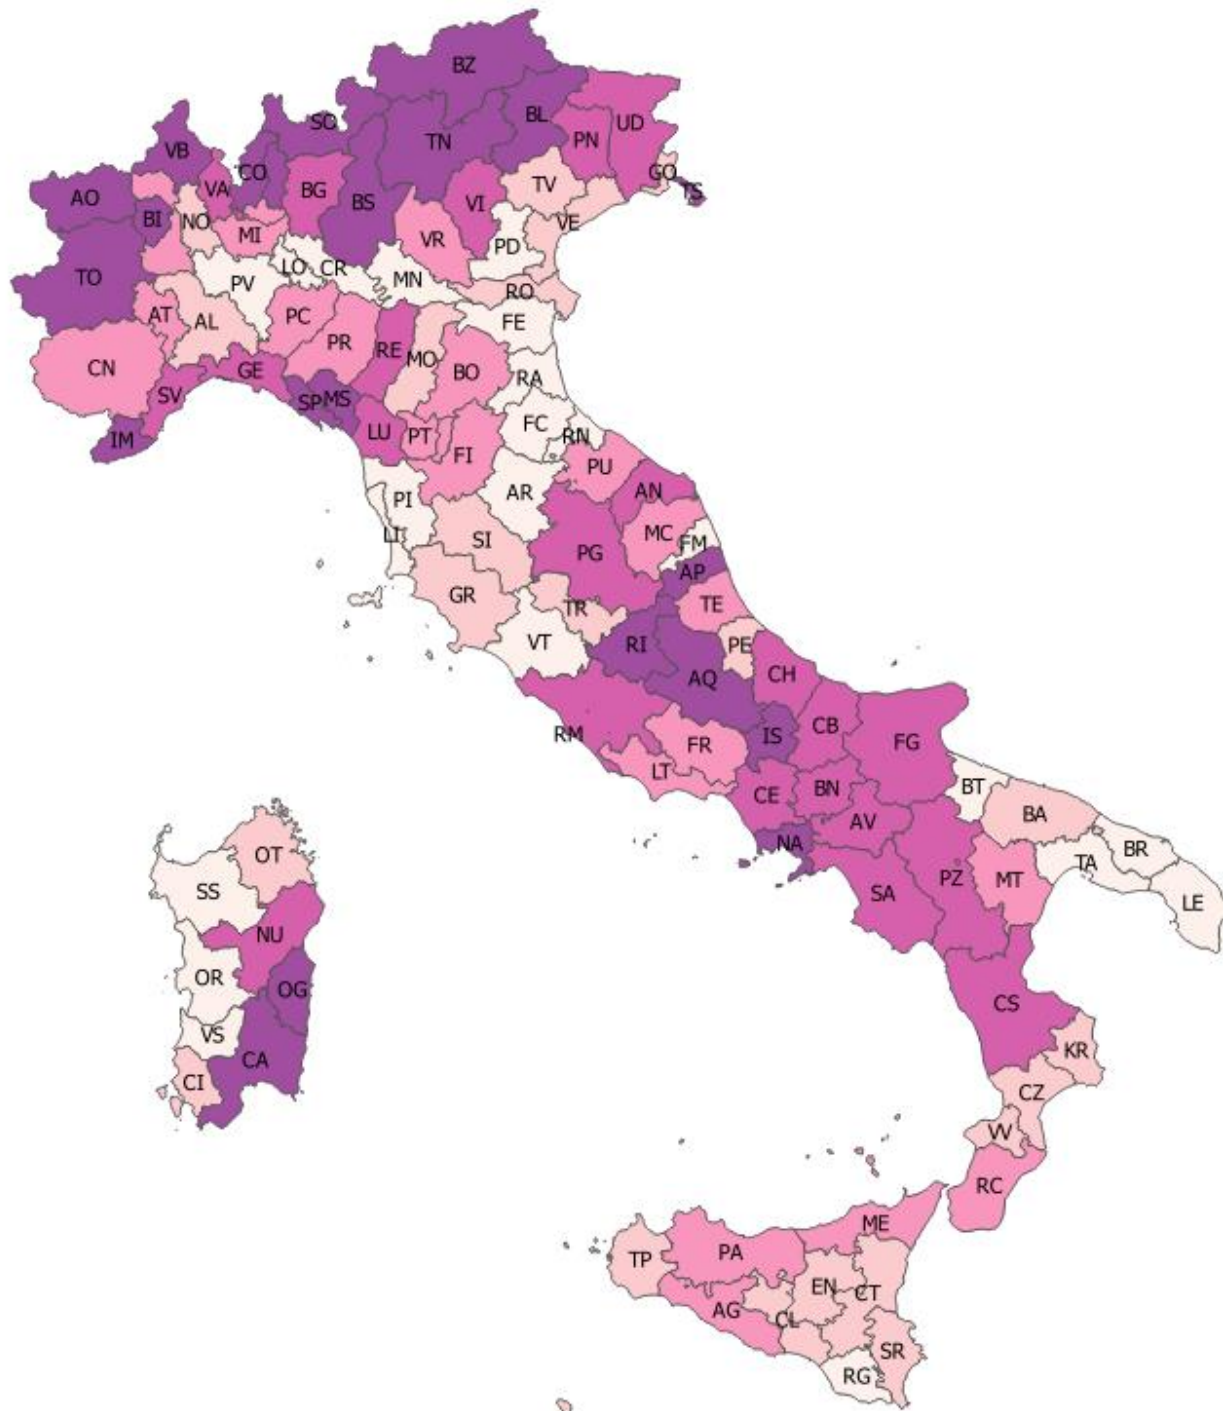 BZ
SO
BL
UD
PN
TN
VB
CO
GO
AO
VA
BG
TV
TS
BI
NO
BS
VI
VE
MI
VR
PD
TO
LO
CR
MN
PV
RO
AT
AL
PC
FE
PR
RE
MO
CN
GE
BO
RA
SV
SP
MS
FC
IM
LU
PT
RN
FI
PU
PI
AR
AN
LI
SI
MC
FM
PG
AP
GR
TR
TE
VT
RI
PE
AQ
CH
RM
FR
IS
CB
FG
LT
CE
BN
BT
AV
BA
NA
BR
OT
TA
SS
SA
PZ
MT
LE
NU
OR
OG
CS
VS
CA
KR
CI
CZ
VV
RC
ME
TP
PA
EN
CT
AG
CL
SR
RG